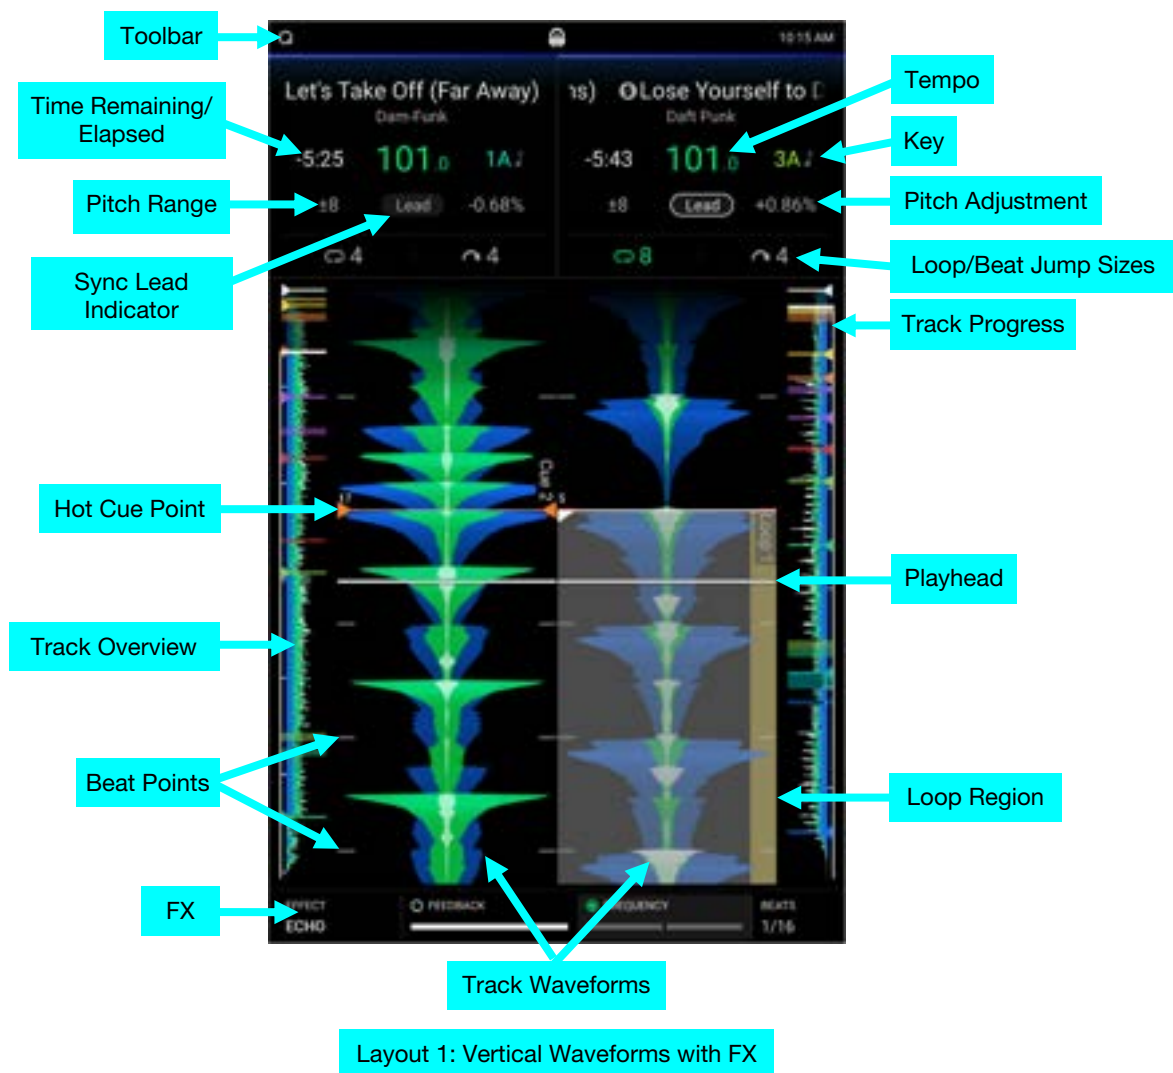 Toolbar
10:15 AM
Let's Take Off (Far Away)
Dam-Funk
Lose Yourself to D
Daft Punk
Tempo
Time Remaining/
Elapsed
-5:25
101.0
1A
-5:43
101.0
3A
Key
Pitch Range
±8
Lead
-0.68%
±8
Lead
+0.86%
Pitch Adjustment
4
4
8
4
Loop/Beat Jump Sizes
Sync Lead
Indicator
Track Progress
Hot Cue Point
17
Cue 2
5
Loop 1
Playhead
Track Overview
Beat Points
Loop Region
FX
EFFECT
ECHO
FEEDBACK
FREQUENCY
BEATS
1/16
Track Waveforms
Layout 1: Vertical Waveforms with FX